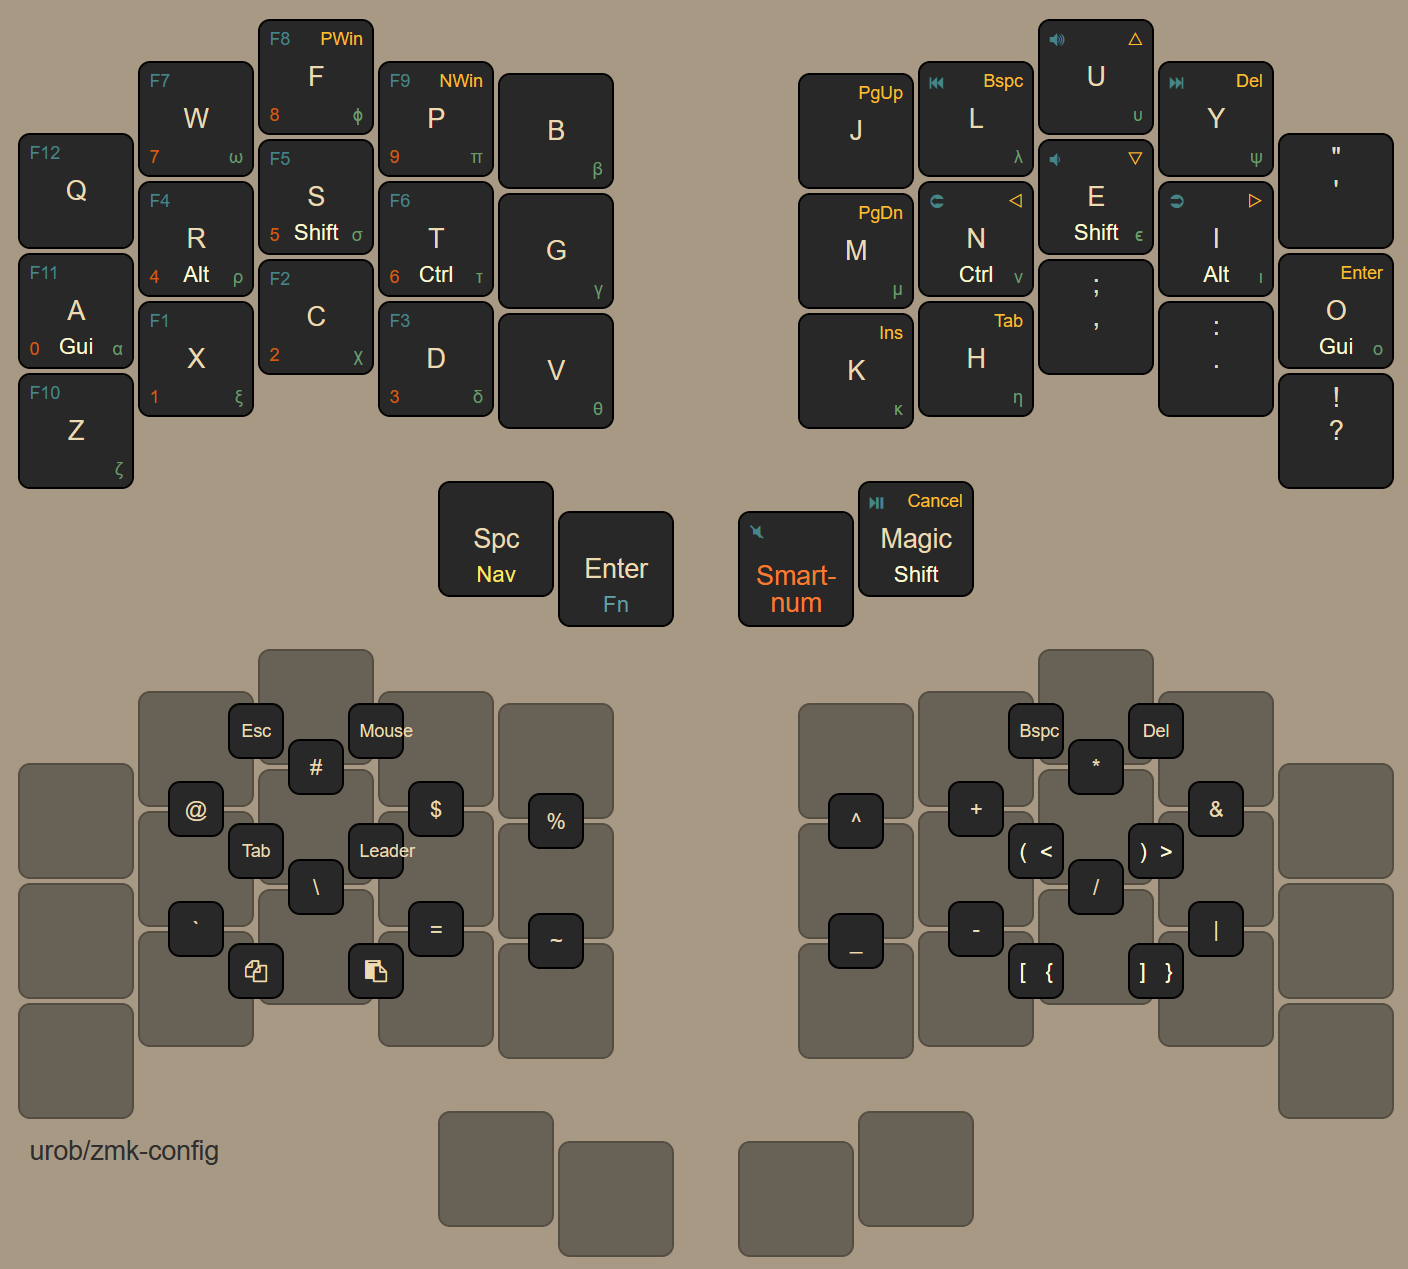 F8 PWin
F
8 φ
F7
W
7 ω
F9 NWin
P
9 π
B
β
F12
Q
F4
R
Alt
4 ρ
F5
S
5 Shift σ
F6
T
6 Ctrl τ
G
γ
F11
A
0 Gui α
F1
X
1 ξ
F2
C
2 χ
F3
D
3 δ
V
θ
F10
Z
ζ
PgUp
J
Bspc
L
λ
U
υ
Del
Y
ψ
"
'
PgDn
M
μ
N
Ctrl ν
E
Shift ϵ
I
Alt ι
Enter
O
Gui ο
Ins
K
κ
Tab
H
η
;
,
:
.
!
?
Spc
Nav
Enter
Fn
Smart-
num
Cancel
Magic
Shift
Esc Mouse
#
@ $ %
Tab Leader
\
` = ~
Bspc Del
*
^ + &
( < ) >
/
_ - |
[ { ] }
urob/zmk-config